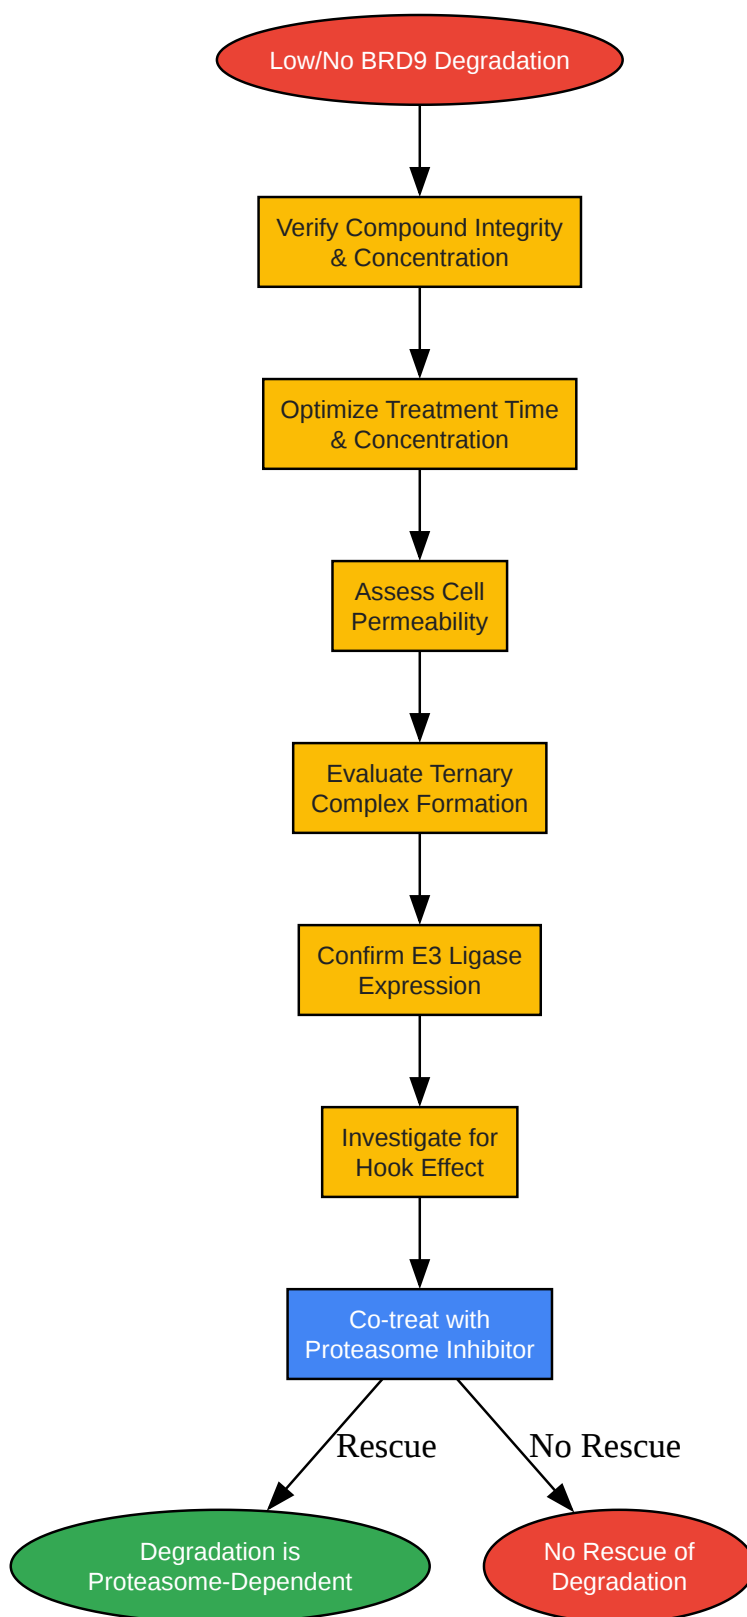 Low/No BRD9 Degradation
Verify Compound Integrity
& Concentration
Optimize Treatment Time
& Concentration
Assess Cell
Permeability
Evaluate Ternary
Complex Formation
Confirm E3 Ligase
Expression
Investigate for
Hook Effect
Co-treat with
Proteasome Inhibitor
Rescue
No Rescue
Degradation is
Proteasome-Dependent
No Rescue of
Degradation